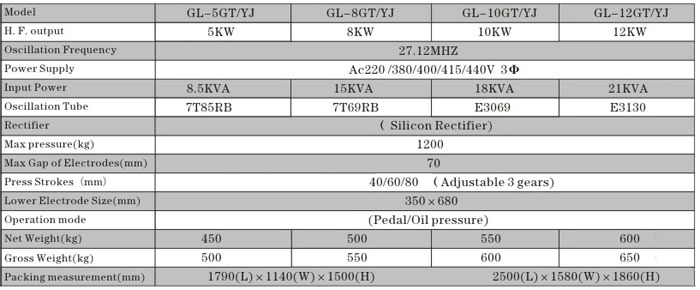 Model GL-5GT/YJ GL-8GT/YJ GL-10GT/YJ GL-12GT/YJ
H. F. output 5KW 8KW 10KW 12KW
Oscillation Frequency 27.12MHZ
Power Supply Ac220 /380/400/415/440V 3Φ
Input Power 8.5KVA 15KVA 18KVA 21KVA
Oscillation Tube 7T85RB 7T69RB E3069 E3130
Rectifier ( Silicon Rectifier)
Max pressure(kg) 1200
Max Gap of Electrodes(mm) 70
Press Strokes (mm) 40/60/80 ( Adjustable 3 gears)
Lower Electrode Size(mm) 350×680
Operation mode (Pedal/Oil pressure)
Net Weight(kg) 450 500 550 600
Gross Weight(kg) 500 550 600 650
Packing measurement(mm) 1790(L)×1140(W)×1500(H) 2500(L)×1580(W)×1860(H)